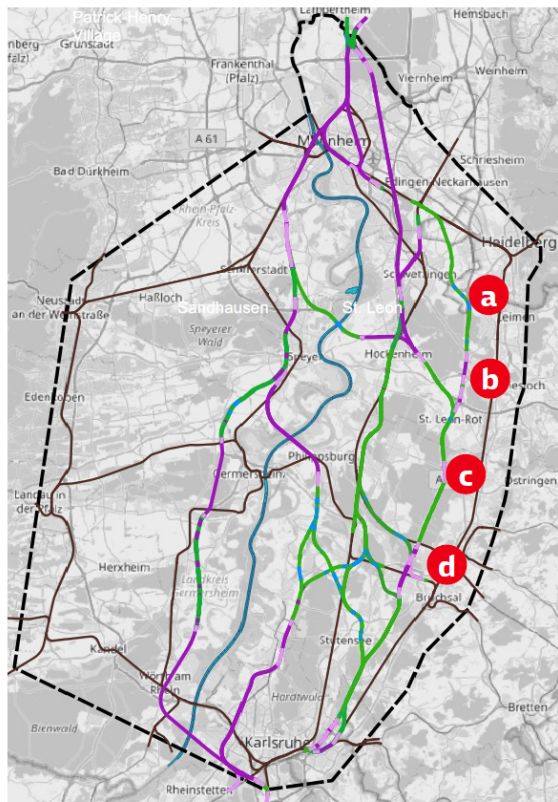 Patrick-Henry-
Village
Lampertheim
Hemsbach
Grünstadt
Pfalz)
Frankenthal
(Pfalz)
Viernheim
Weinheim
A 61
Schriesheim
Bad Dürkheim
Edingen-Neckarhausen
Rhein-Pfalz-
Kreis
Heidelberg
Schwetzingen
a
Neustadt
an der Weinstraße
Haßloch
Sandhausen
St. Leon
Leimen
Speyerer
Wald
Speyer
Hockenheim
b
Edenkoben
St. Leon-Rot
Philippsburg
c
Germersheim
Östringen
Landau in
der Pfalz
d
Herxheim
Landkreis
Germersheim
Bruchsal
Stutensee
Kandel
Wörth am
Rhein
Hardtwald
Bretten
Bienwald
Karlsruhe
Rheinstetten